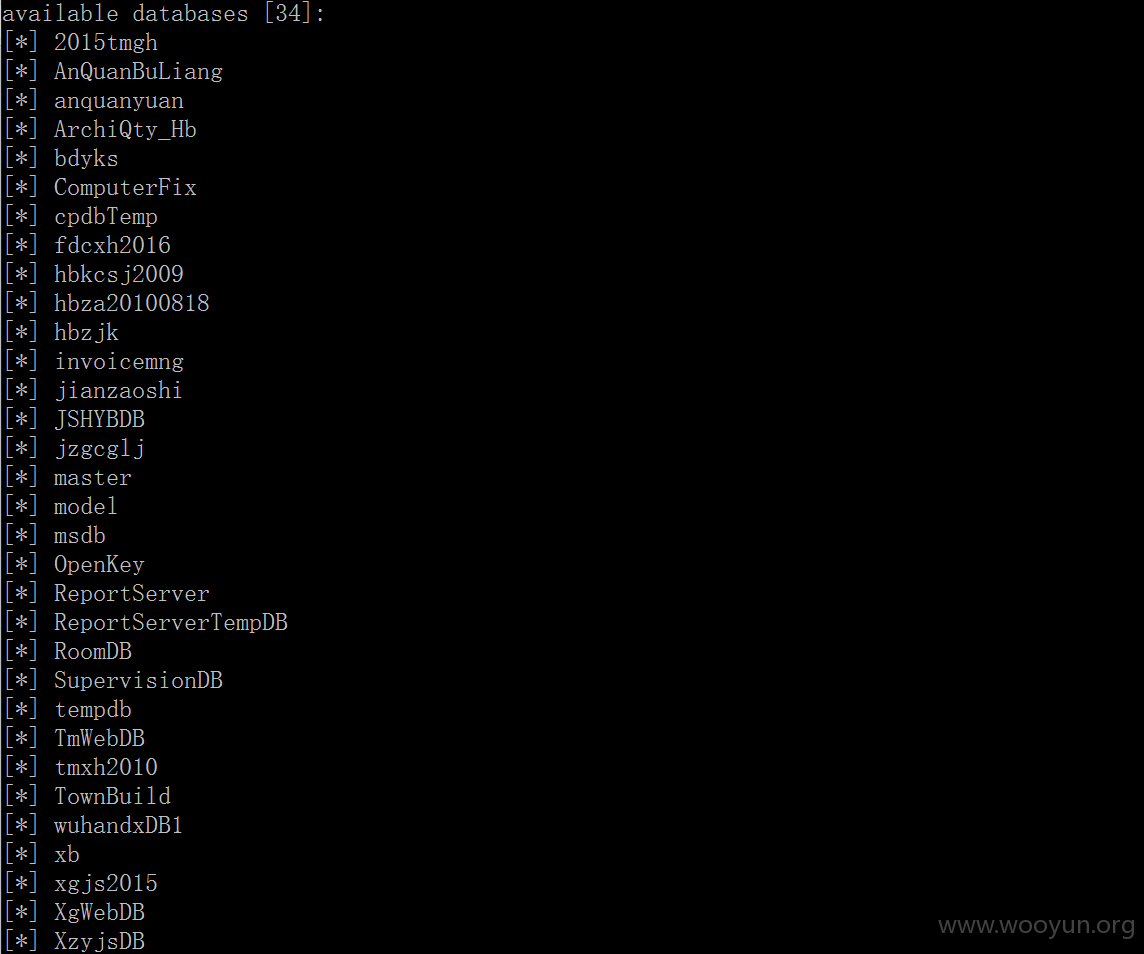 available databases [34]:
[*] 2015tmgh
[*] AnQuanBuLiang
[*] anquanyuan
[*] ArchiQty_Hb
[*] bdyks
[*] ComputerFix
[*] cpdbTemp
[*] fdcxh2016
[*] hbkcsj2009
[*] hbza20100818
[*] hbzjk
[*] invoicemng
[*] jianzaoshi
[*] JSHYBDB
[*] jzgcglj
[*] master
[*] model
[*] msdb
[*] OpenKey
[*] ReportServer
[*] ReportServerTempDB
[*] RoomDB
[*] SupervisionDB
[*] tempdb
[*] TmWebDB
[*] tmxh2010
[*] TownBuild
[*] wuhandxDB1
[*] xb
[*] xgjs2015
[*] XgWebDB
[*] XzyjsDB
www.wooyun.org